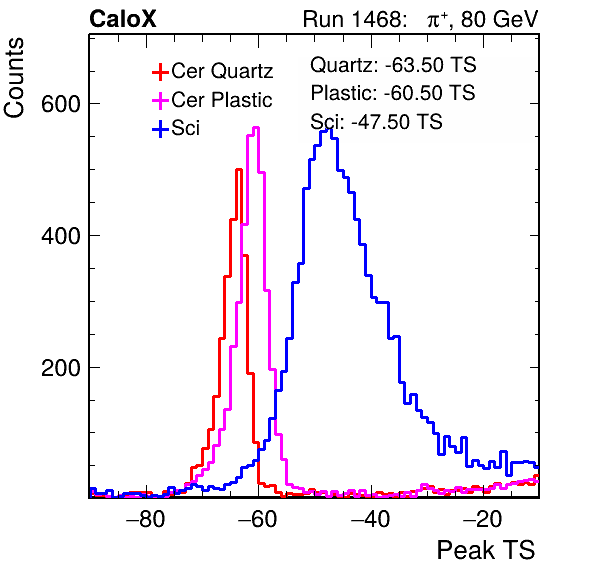 CaloX Run 1468: π⁺, 80 GeV
Counts
Cer Quartz
Cer Plastic
Sci
Quartz: -63.50 TS
Plastic: -60.50 TS
Sci: -47.50 TS
600
400
200
−80 −60 −40 −20
Peak TS